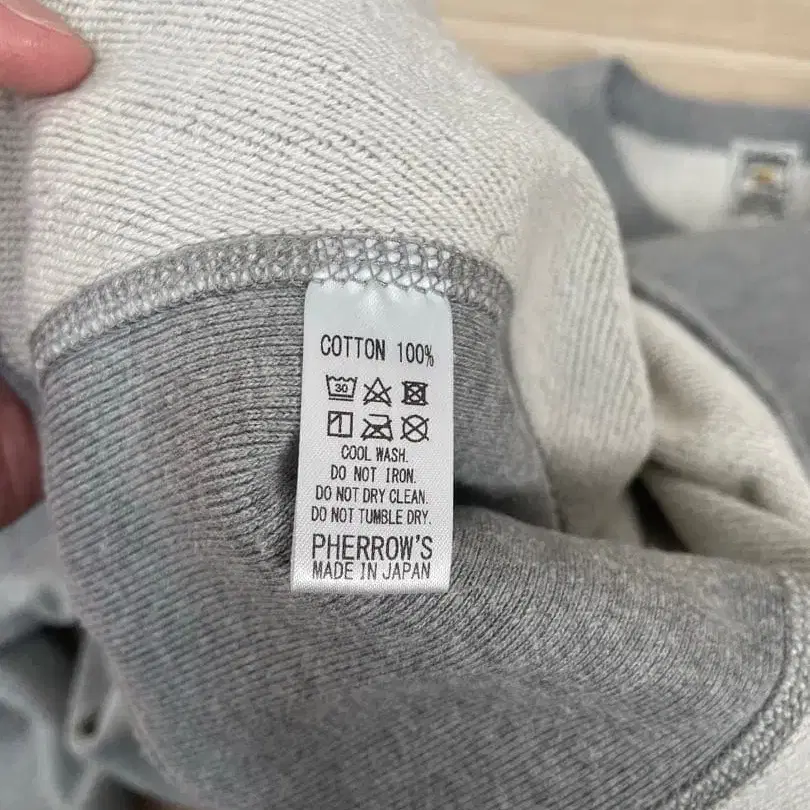 COTTON 100%
30
COOL WASH.
DO NOT IRON.
DO NOT DRY CLEAN.
DO NOT TUMBLE DRY.
PHERROW'S
MADE IN JAPAN